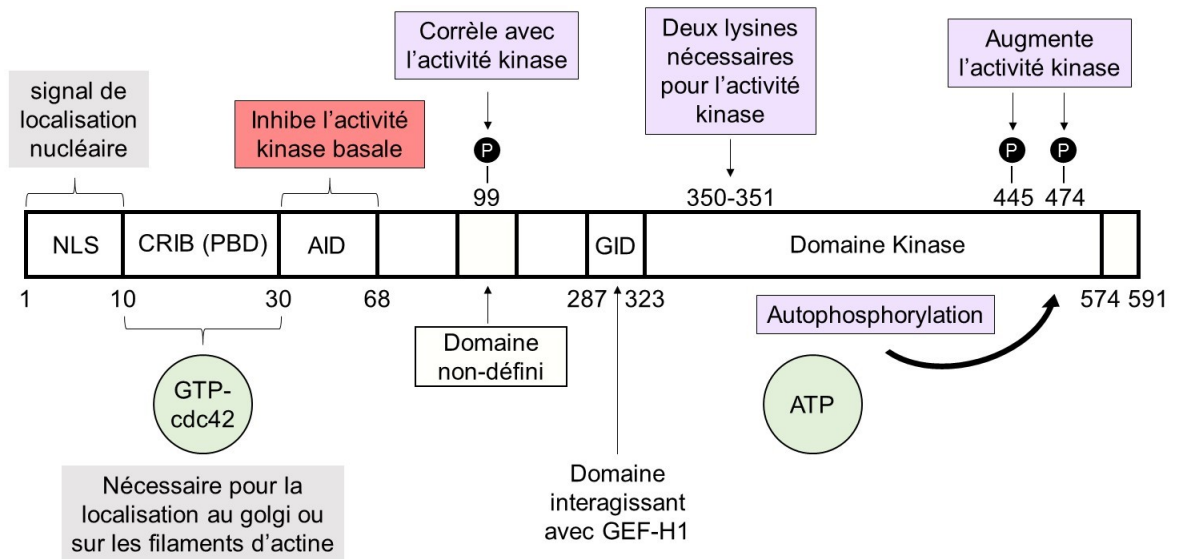 signal de
localisation
nucléaire
Inhibe l'activité
kinase basale
Corrèle avec
l'activité kinase
Deux lysines
nécessaires
pour l'activité
kinase
Augmente
l'activité kinase
P
P
P
99
350-351
445
474
NLS
CRIB (PBD)
AID
GID
Domaine Kinase
1
10
30
68
287
323
574
591
GTP-
cdc42
Nécessaire pour la
localisation au golgi ou
sur les filaments d'actine
Domaine
non-défini
Domaine
interagissant
avec GEF-H1
Autophosphorylation
ATP